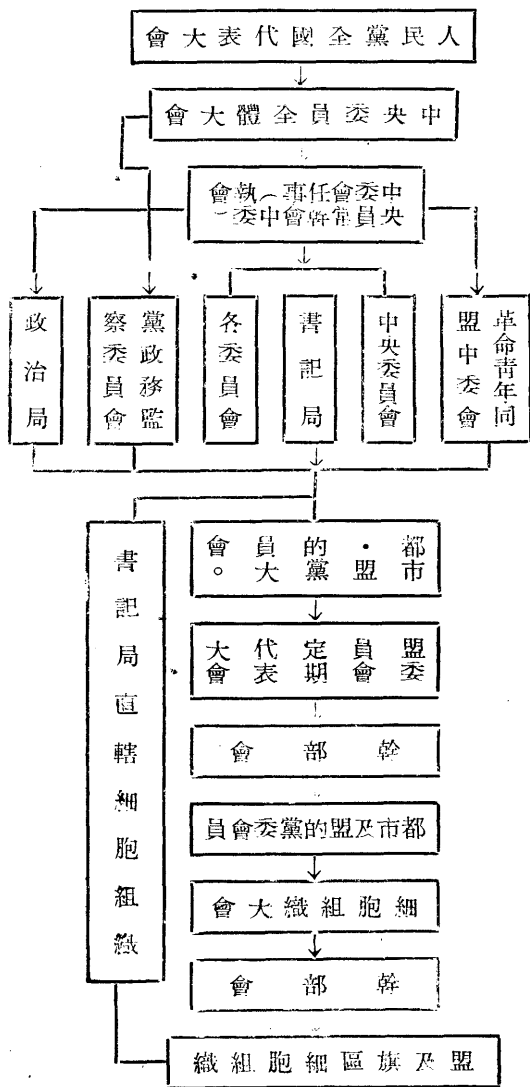 人民黨全國代表大會
中央委員全體大會
中央委員會常任幹事會（中執委會）
革命靑年同
盟中委會
中央委員會
書記局
各委員會
黨政務監
察委員會
政治局
都市・盟的黨員大會。
盟委員會定期代表大會
幹部會
都市及盟的黨委會員
細胞組織大會
幹部會
書記局直轄細胞組織
盟及旗區細胞組織